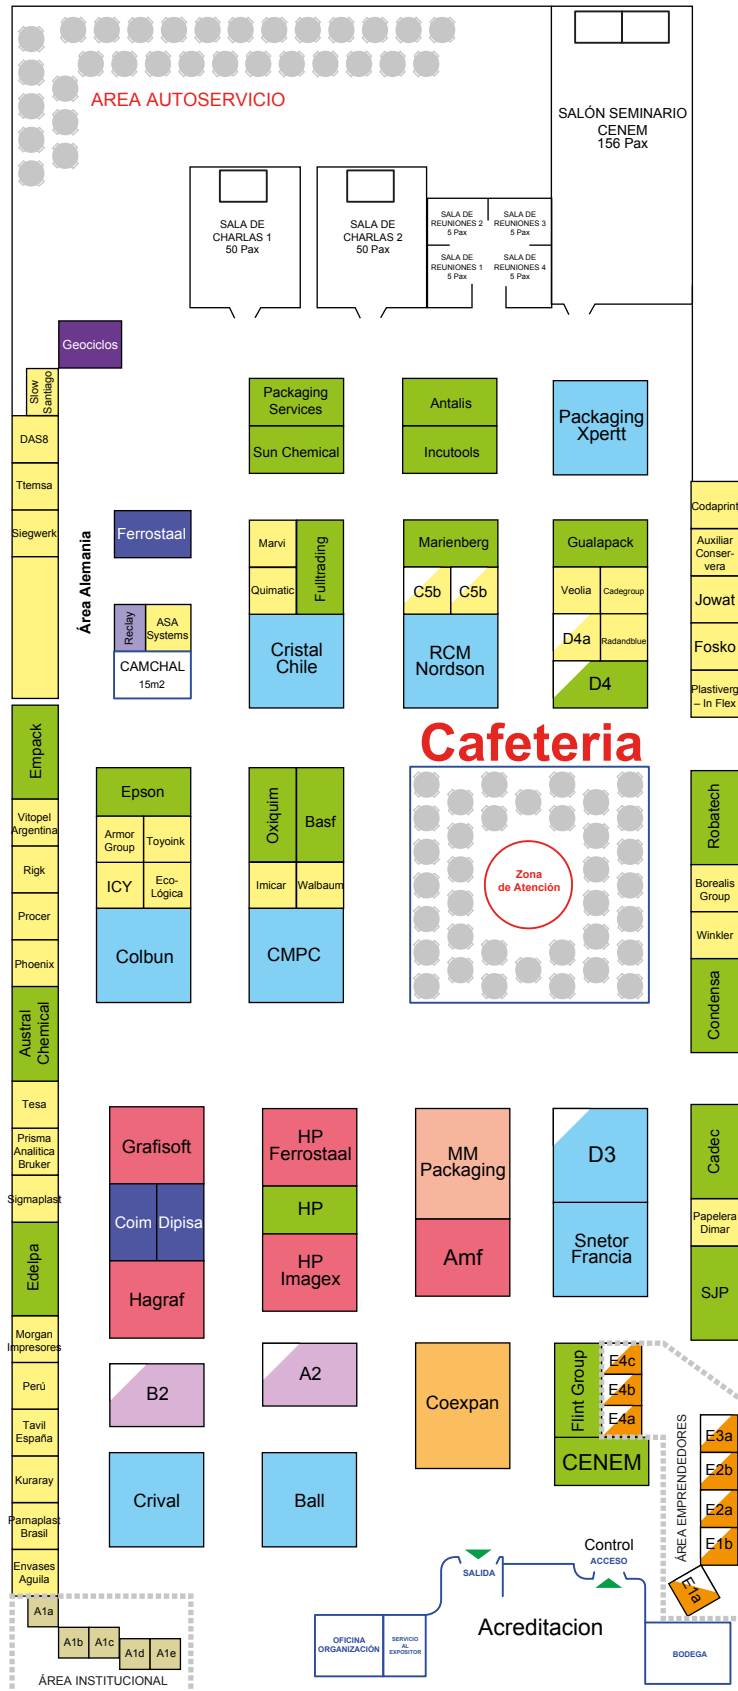 AREA AUTOSERVICIO
SALÓN SEMINARIO
CENEM
156 Pax
SALA DE
CHARLAS 1
50 Pax
SALA DE
CHARLAS 2
50 Pax
SALA DE
REUNIONES 2
5 Pax
SALA DE
REUNIONES 3
5 Pax
SALA DE
REUNIONES 1
5 Pax
SALA DE
REUNIONES 4
5 Pax
Geociclos
Slow
Santiago
DAS8
Ttemsa
Siegwerk
Área Alemania
Ferrostaal
Reclay
ASA
Systems
CAMCHAL
15m2
Packaging
Services
Sun Chemical
Antalis
Incutools
Packaging
Xpertt
Marvi
Quimatic
Fulltrading
Cristal
Chile
Marienberg
C5b
C5b
RCM
Nordson
Gualapack
Veolia
Cadegroup
D4a
Radandblue
D4
Codaprint
Auxiliar
Conser-
vera
Jowat
Fosko
Plastiverg
– In Flex
Cafeteria
Zona
de Atención
Empack
Vitopel
Argentina
Rigk
Procer
Phoenix
Austral
Chemical
Tesa
Prisma
Analitica
Bruker
Sigmaplast
Edelpa
Morgan
Impresores
Perú
Tavil
España
Kuraray
Parnaplast
Brasil
Envases
Aguila
Epson
Armor
Group
Toyoink
ICY
Eco-
Lógica
Colbun
Oxiquim
Basf
Imicar
Walbaum
CMPC
Robatech
Borealis
Group
Winkler
Condensa
Grafisoft
Coim
Dipisa
Hagraf
HP
Ferrostaal
HP
HP
Imagex
MM
Packaging
Amf
D3
Snetor
Francia
Cadec
Papelera
Dimar
SJP
B2
A2
Crival
Ball
Coexpan
Flint Group
E4c
E4b
E4a
CENEM
ÁREA EMPRENDEDORES
E3a
E2b
E2a
E1b
E1a
Control
ACCESO
SALIDA
Acreditacion
OFICINA
ORGANIZACIÓN
SERVICIO
AL
EXPOSITOR
BODEGA
A1a
A1b
A1c
A1d
A1e
ÁREA INSTITUCIONAL